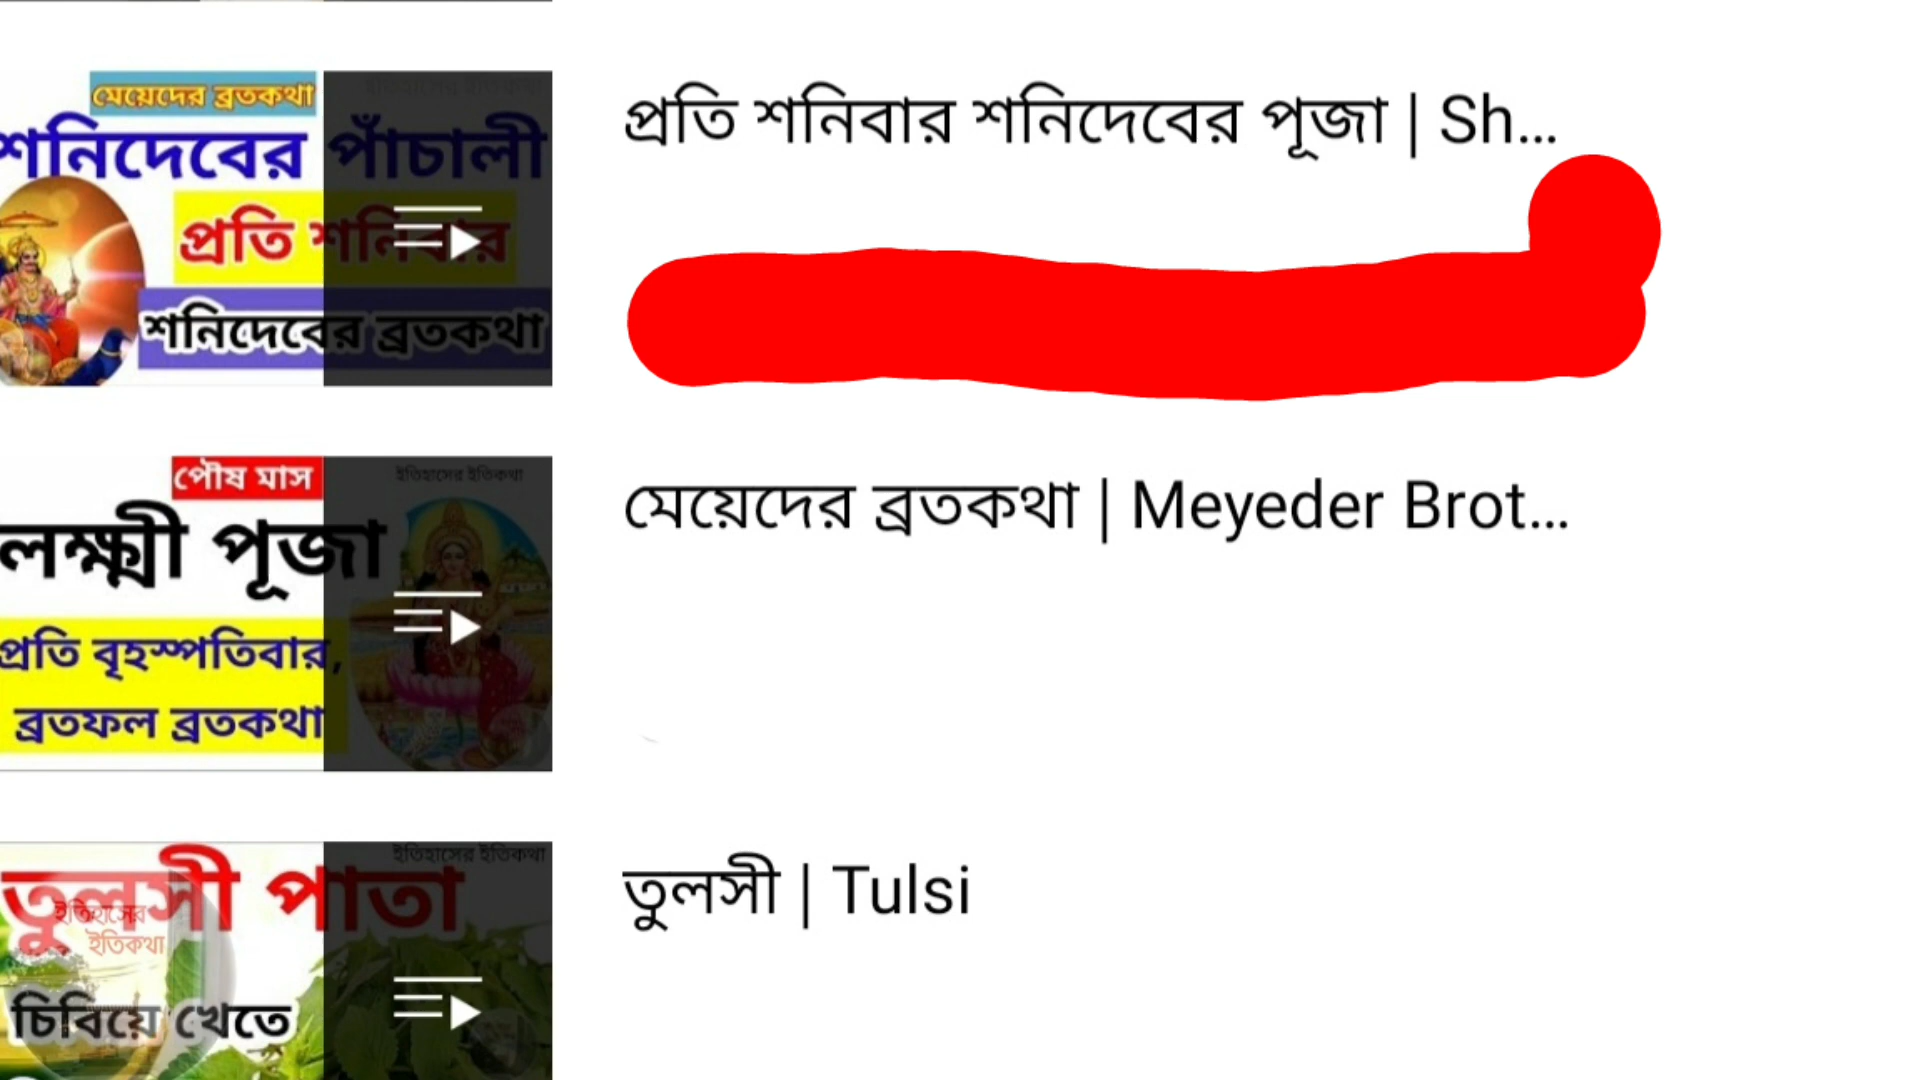 মেয়েদের ব্রতকথা
শনিদেবের পাঁচালী
প্রতি শনিবার
শনিদেবের ব্রতকথা
প্রতি শনিবার শনিদেবের পূজা | Sh...
পৌষ মাস
ইতিহাসের ইতিকথা
লক্ষ্মী পূজা
প্রতি বৃহস্পতিবার,
ব্রতফল ব্রতকথা
মেয়েদের ব্রতকথা | Meyeder Brot...
ইতিহাসের ইতিকথা
তুলসী পাতা
ইতিহাসের
ইতিকথা
চিবিয়ে খেতে
তুলসী | Tulsi